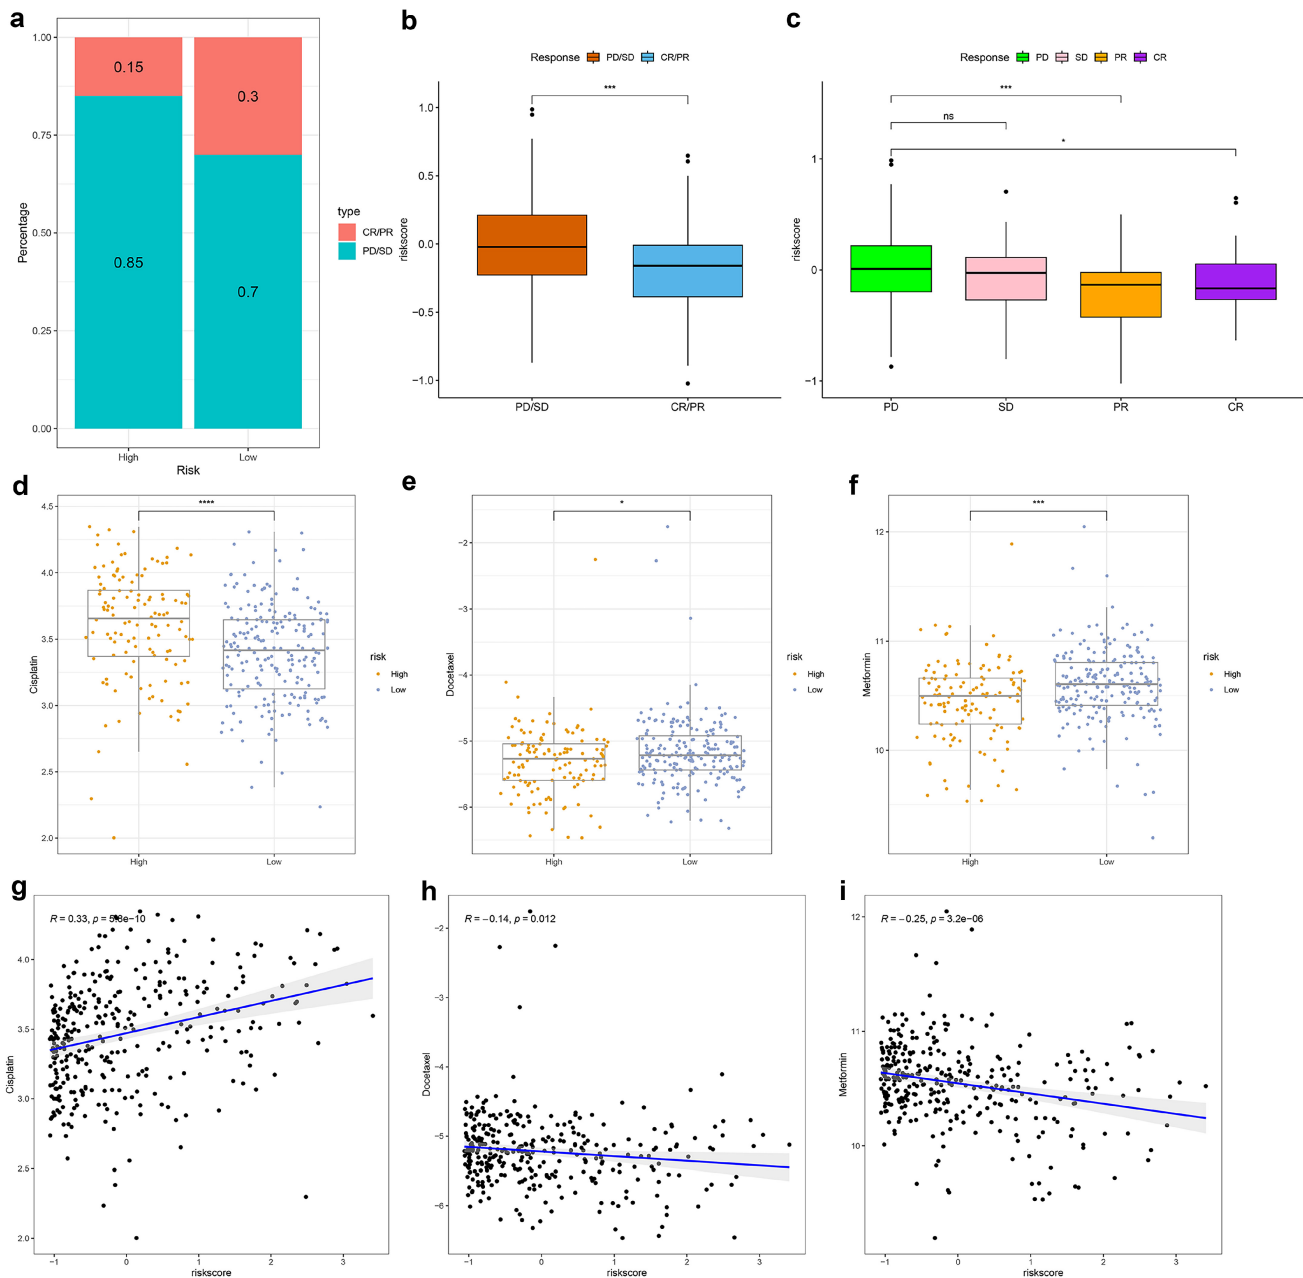 a
1.00
0.75
0.50
0.25
0.00
Percentage
0.15
0.85
0.3
0.7
High
Low
Risk
type
CR/PR
PD/SD
b
Response
PD/SD
CR/PR
***
1.0
0.5
0.0
−0.5
−1.0
riskscore
PD/SD
CR/PR
c
Response
PD
SD
PR
CR
***
ns
*
1
0
−1
riskscore
PD
SD
PR
CR
d
****
4.5
4.0
3.5
3.0
2.5
2.0
Cisplatin
High
Low
risk
High
Low
e
*
−2
−3
−4
−5
−6
Docetaxel
High
Low
risk
High
Low
f
***
12
11
10
Metformin
High
Low
risk
High
Low
g
R = 0.33, p = 5.8e−10
4.0
3.5
3.0
2.5
2.0
Cisplatin
−1
0
1
2
3
riskscore
h
R = −0.14, p = 0.012
−2
−3
−4
−5
−6
Docetaxel
−1
0
1
2
3
riskscore
i
R = −0.25, p = 3.2e−06
12
11
10
Metformin
−1
0
1
2
3
riskscore